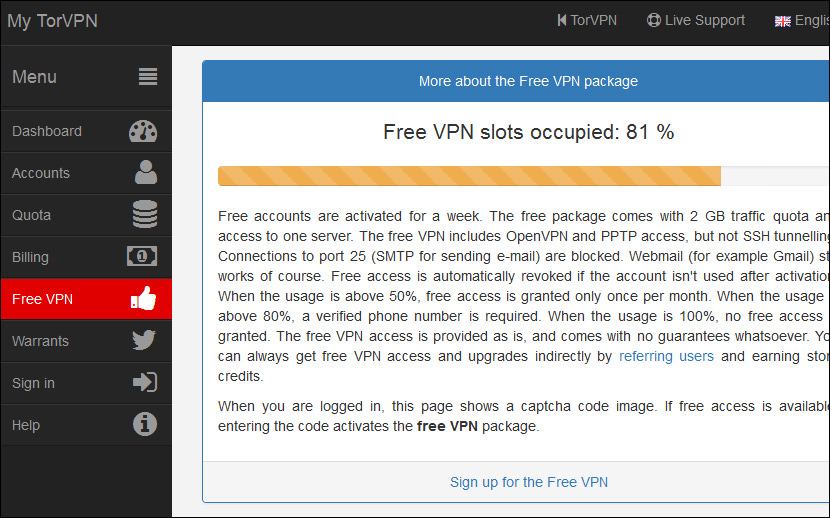 My TorVPN
TorVPN
Live Support
Menu
Dashboard
Accounts
Quota
Billing
Free VPN
Warrants
Sign in
Help
More about the Free VPN package
Free VPN slots occupied: 81 %
Free accounts are activated for a week. The free package comes with 2 GB traffic quota
access to one server. The free VPN includes OpenVPN and PPTP access, but not SSH
Connections to port 25 (SMTP for sending e-mail) are blocked. Webmail (for example Gmail)
works of course. Free access is automatically revoked if the account isn't used after
When the usage is above 50%, free access is granted only once per month. When the usage
above 80%, a verified phone number is required. When the usage is 100%, no free access
granted. The free VPN access is provided as is, and comes with no guarantees whatsoever.
can always get free VPN access and upgrades indirectly by referring users and earning
credits.
When you are logged in, this page shows a captcha code image. If free access is
entering the code activates the free VPN package.
Sign up for the Free VPN